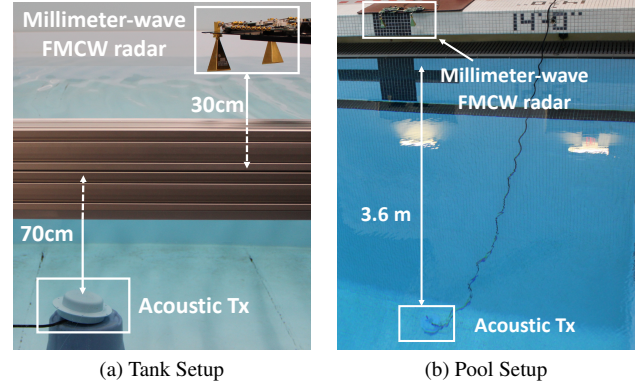 Millimeter-wave
FMCW radar
30cm
70cm
Acoustic Tx
(a) Tank Setup
Millimeter-wave
FMCW radar
3.6 m
Acoustic Tx
(b) Pool Setup